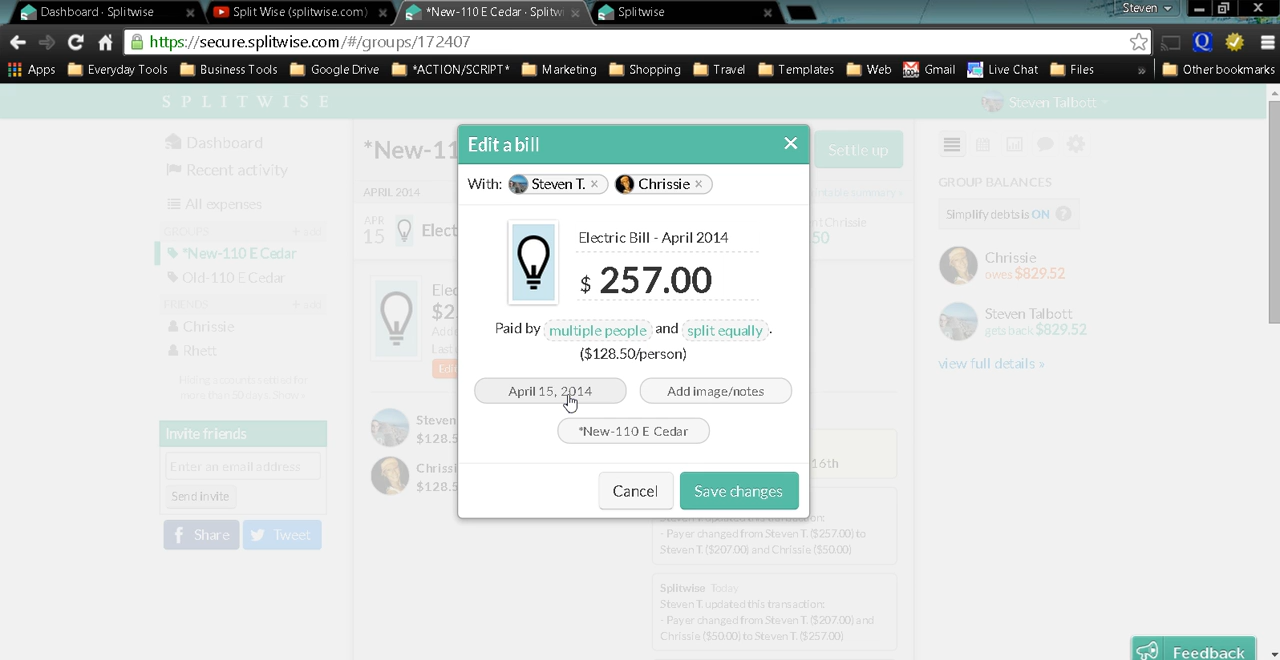 Dashboard · Splitwise
Split Wise (splitwise.com)
*New-110 E Cedar · Splitw
Splitwise
Steven
https://secure.splitwise.com/#/groups/172407
Apps
Everyday Tools
Business Tools
Google Drive
*ACTION/SCRIPT*
Marketing
Shopping
Travel
Templates
Web
Gmail
Live Chat
Files
»
Other bookmarks
SPLITWISE
Steven Talbott
Dashboard
Recent activity
All expenses
GROUPS
+ add
*New-110 E Cedar
Old-110 E Cedar
FRIENDS
+ add
Chrissie
Rhett
Invite friends
Enter an email address
Send invite
Share
Tweet
*New-11
Settle up
APRIL 2014
APR
15
Elect
Steven
$128.5
Chrissi
$128.5
Edit a bill
With: Steven T. × Chrissie ×
Electric Bill - April 2014
$ 257.00
Paid by multiple people and split equally.
($128.50/person)
April 15, 2014
Add image/notes
*New-110 E Cedar
Cancel
Save changes
16th
Steven T. updated this transaction:
- Payer changed from Steven T. ($257.00) to
Steven T. ($207.00) and Chrissie ($50.00)
Splitwise Today
Steven T. updated this transaction:
- Payer changed from Steven T. ($207.00) and
Chrissie ($50.00) to Steven T. ($257.00)
GROUP BALANCES
Simplify debts is ON ?
Chrissie
owes $829.52
Steven Talbott
gets back $829.52
view full details »
Feedback